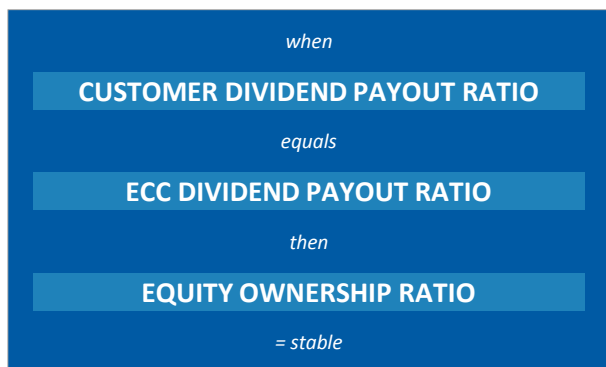 when
CUSTOMER DIVIDEND PAYOUT RATIO
equals
ECC DIVIDEND PAYOUT RATIO
then
EQUITY OWNERSHIP RATIO
= stable